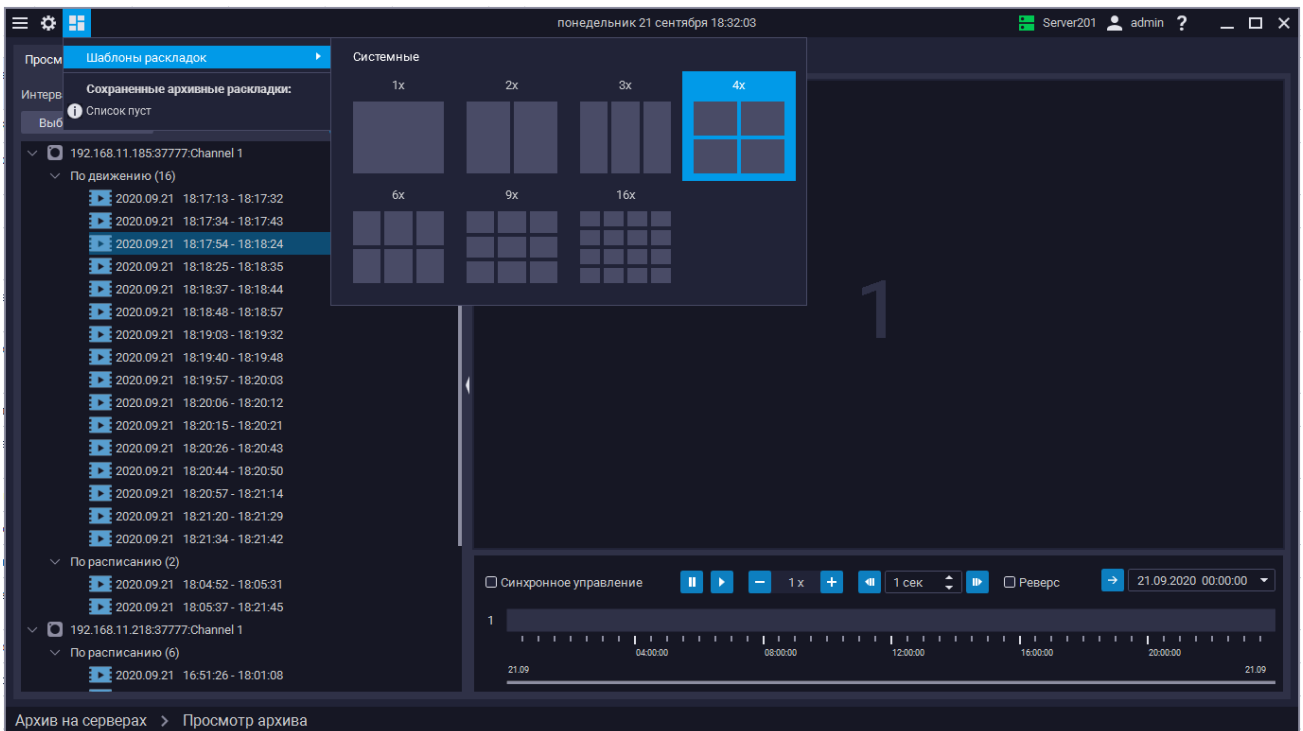 понедельник 21 сентября 18:32:03
Server201 admin ?
Просм
Шаблоны раскладок
Интерв
Сохраненные архивные раскладки:
Список пуст
Выб
Системные
1x 2x 3x 4x
6x 9x 16x
192.168.11.185:37777:Channel 1
По движению (16)
2020.09.21 18:17:13 - 18:17:32
2020.09.21 18:17:34 - 18:17:43
2020.09.21 18:17:54 - 18:18:24
2020.09.21 18:18:25 - 18:18:35
2020.09.21 18:18:37 - 18:18:44
2020.09.21 18:18:48 - 18:18:57
2020.09.21 18:19:03 - 18:19:32
2020.09.21 18:19:40 - 18:19:48
2020.09.21 18:19:57 - 18:20:03
2020.09.21 18:20:06 - 18:20:12
2020.09.21 18:20:15 - 18:20:21
2020.09.21 18:20:26 - 18:20:43
2020.09.21 18:20:44 - 18:20:50
2020.09.21 18:20:57 - 18:21:14
2020.09.21 18:21:20 - 18:21:29
2020.09.21 18:21:34 - 18:21:42
По расписанию (2)
2020.09.21 18:04:52 - 18:05:31
2020.09.21 18:05:37 - 18:21:45
192.168.11.218:37777:Channel 1
По расписанию (6)
2020.09.21 16:51:26 - 18:01:08
1
Синхронное управление 1 x 1 сек Реверс 21.09.2020 00:00:00
1
04:00:00 08:00:00 12:00:00 16:00:00 20:00:00
21.09 21.09
Архив на серверах > Просмотр архива